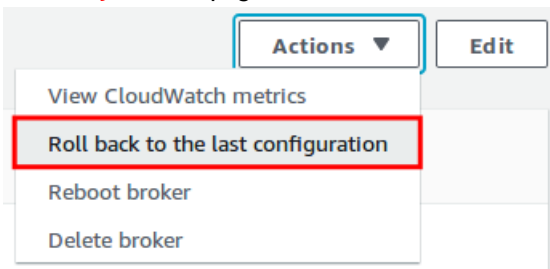 Actions ▼ Edit
View CloudWatch metrics
Roll back to the last configuration
Reboot broker
Delete broker